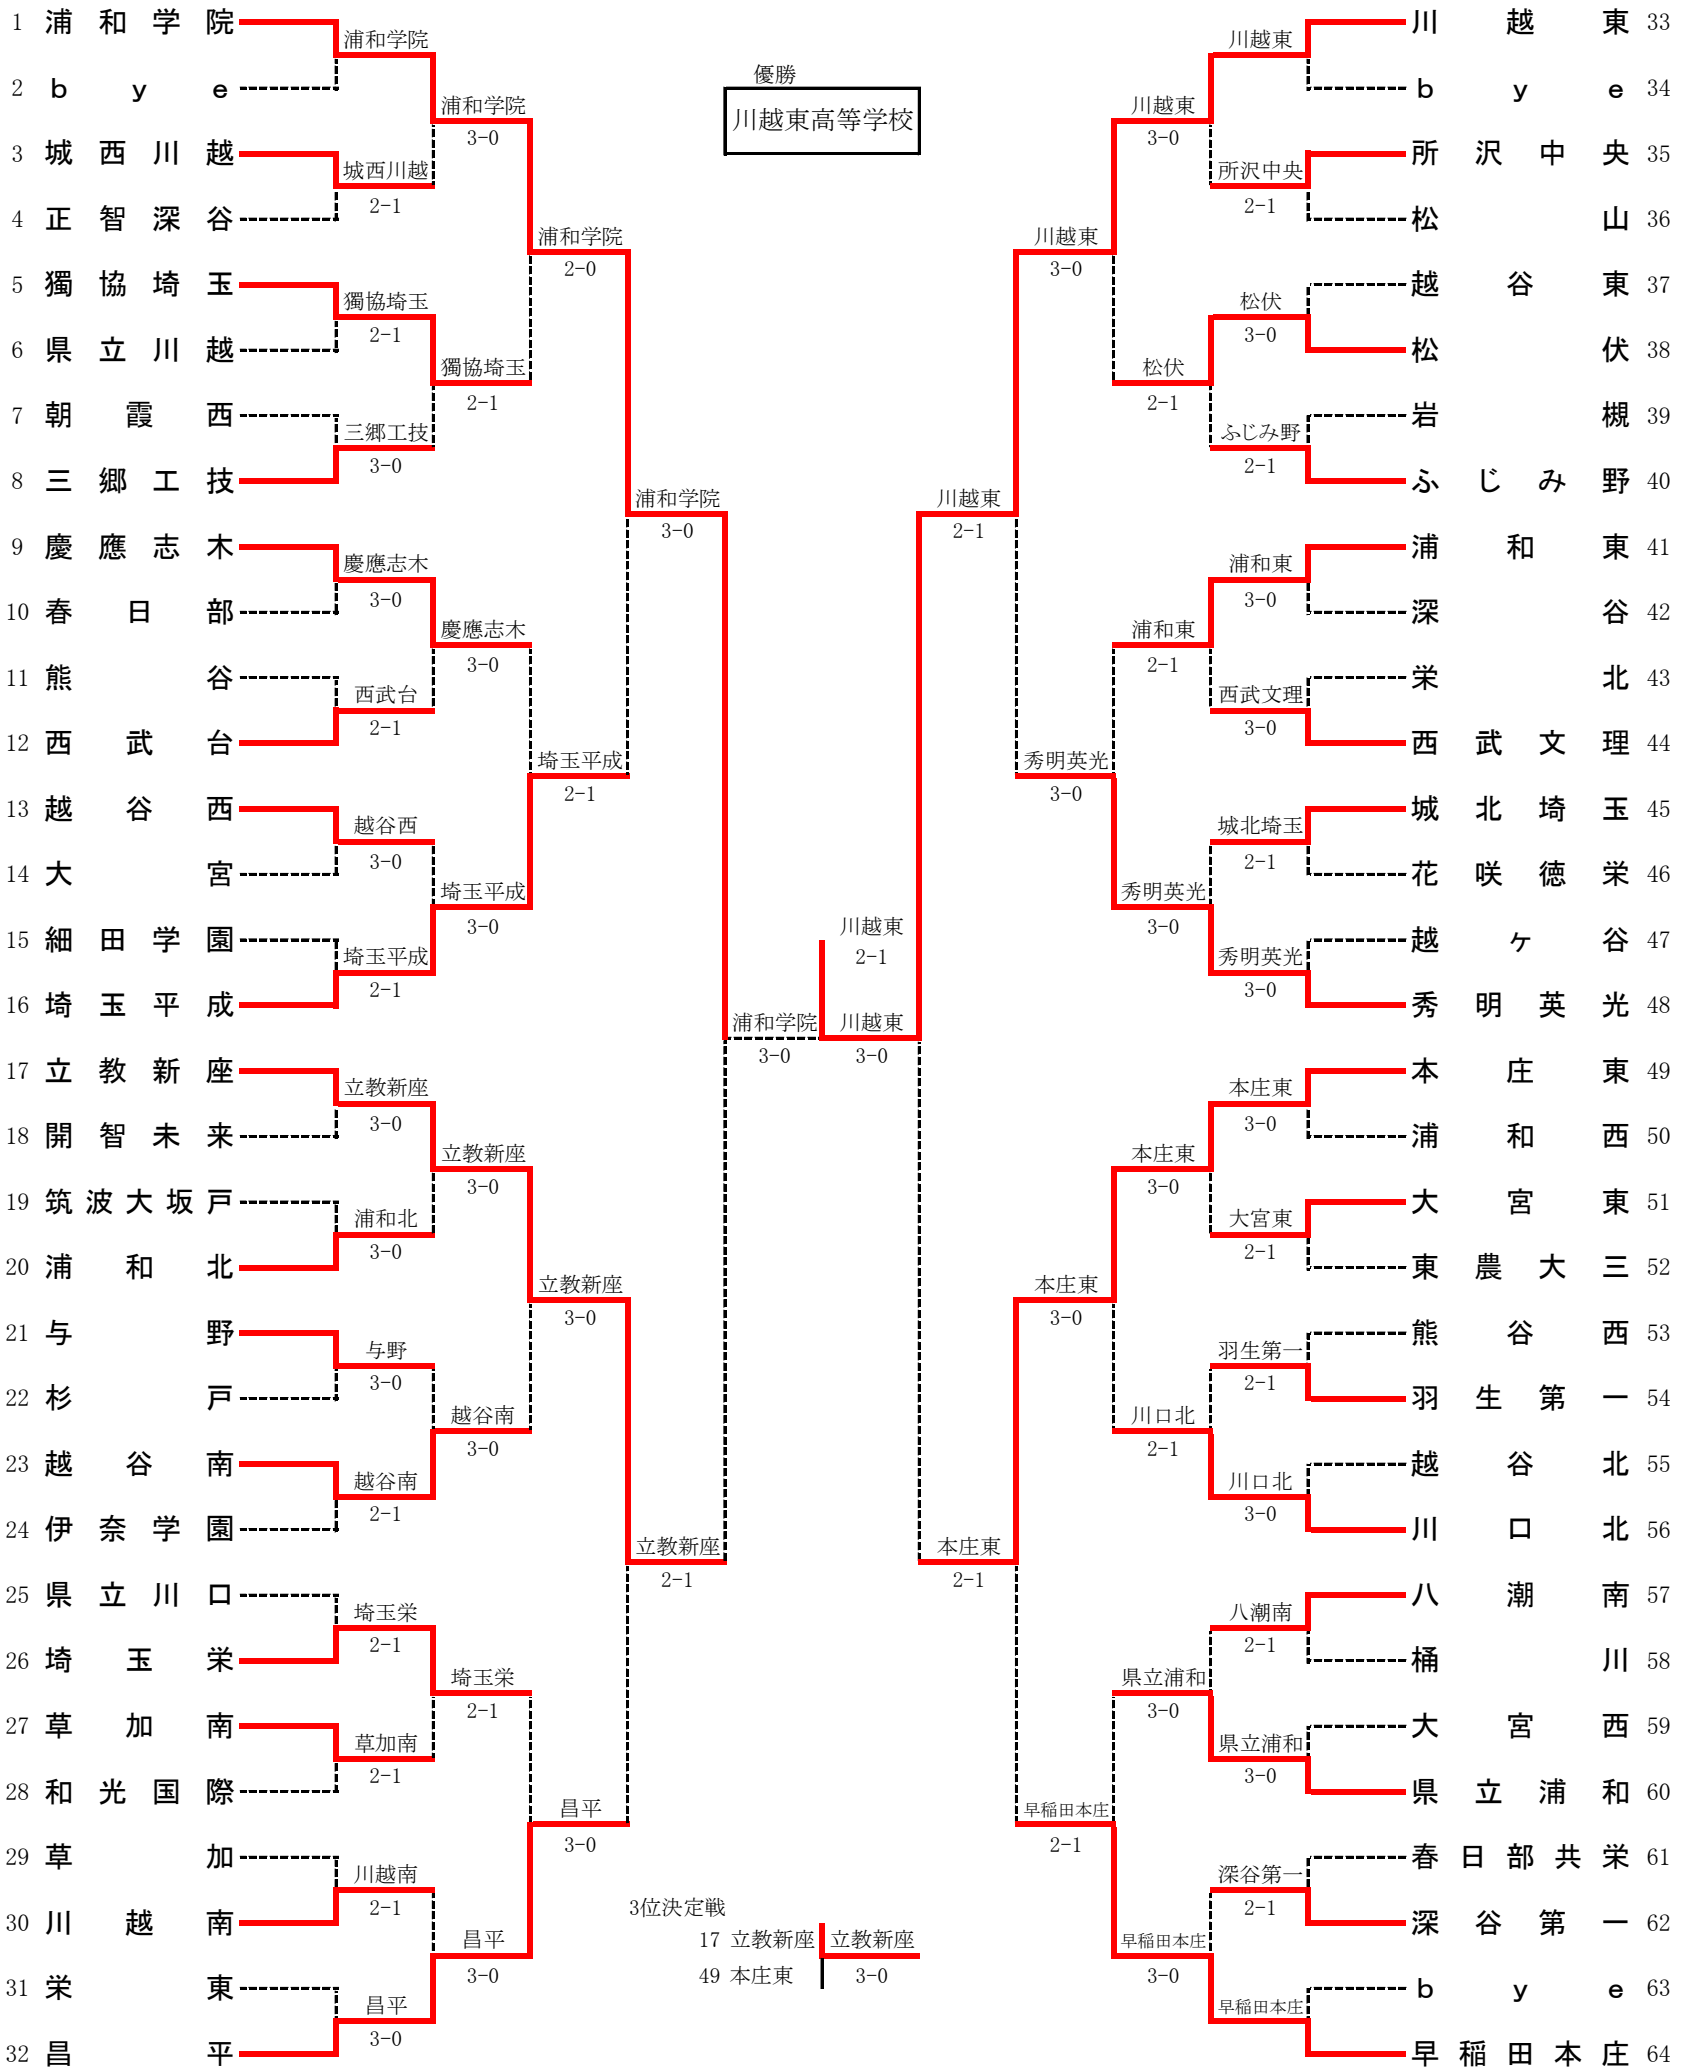 優勝
川越東高等学校
1 浦和学院
2 bye
3 城西川越
4 正智深谷
5 獨協埼玉
6 県立川越
7 朝霞西
8 三郷工技
9 慶應志木
10 春日部
11 熊谷
12 西武台
13 越谷西
14 大宮
15 細田学園
16 埼玉平成
17 立教新座
18 開智未来
19 筑波大坂戸
20 浦和北
21 与野
22 杉戸
23 越谷南
24 伊奈学園
25 県立川口
26 埼玉栄
27 草加南
28 和光国際
29 草加
30 川越南
31 栄東
32 昌平
浦和学院
城西川越
2-1
獨協埼玉
2-1
三郷工技
3-0
慶應志木
3-0
西武台
2-1
越谷西
3-0
埼玉平成
2-1
立教新座
3-0
浦和北
3-0
与野
3-0
越谷南
2-1
埼玉栄
2-1
草加南
2-1
川越南
2-1
昌平
3-0
浦和学院
3-0
獨協埼玉
2-1
慶應志木
3-0
埼玉平成
3-0
立教新座
3-0
越谷南
3-0
埼玉栄
2-1
昌平
3-0
浦和学院
2-0
埼玉平成
2-1
立教新座
3-0
昌平
3-0
浦和学院
3-0
立教新座
2-1
浦和学院
3-0
川越東
2-1
川越東
3-0
川越東
2-1
本庄東
2-1
川越東
3-0
秀明英光
3-0
本庄東
3-0
早稲田本庄
2-1
川越東
3-0
松伏
2-1
浦和東
2-1
秀明英光
3-0
本庄東
3-0
川口北
2-1
県立浦和
3-0
早稲田本庄
3-0
川越東
所沢中央
2-1
松伏
3-0
ふじみ野
2-1
浦和東
3-0
西武文理
3-0
城北埼玉
2-1
秀明英光
3-0
本庄東
3-0
大宮東
2-1
羽生第一
2-1
川口北
3-0
八潮南
2-1
県立浦和
3-0
深谷第一
2-1
早稲田本庄
川越東 33
bye 34
所沢中央 35
松山 36
越谷東 37
松伏 38
岩槻 39
ふじみ野 40
浦和東 41
深谷 42
栄北 43
西武文理 44
城北埼玉 45
花咲徳栄 46
越ヶ谷 47
秀明英光 48
本庄東 49
浦和西 50
大宮東 51
東農大三 52
熊谷西 53
羽生第一 54
越谷北 55
川口北 56
八潮南 57
桶川 58
大宮西 59
県立浦和 60
春日部共栄 61
深谷第一 62
bye 63
早稲田本庄 64
3位決定戦
17 立教新座
49 本庄東
立教新座
3-0